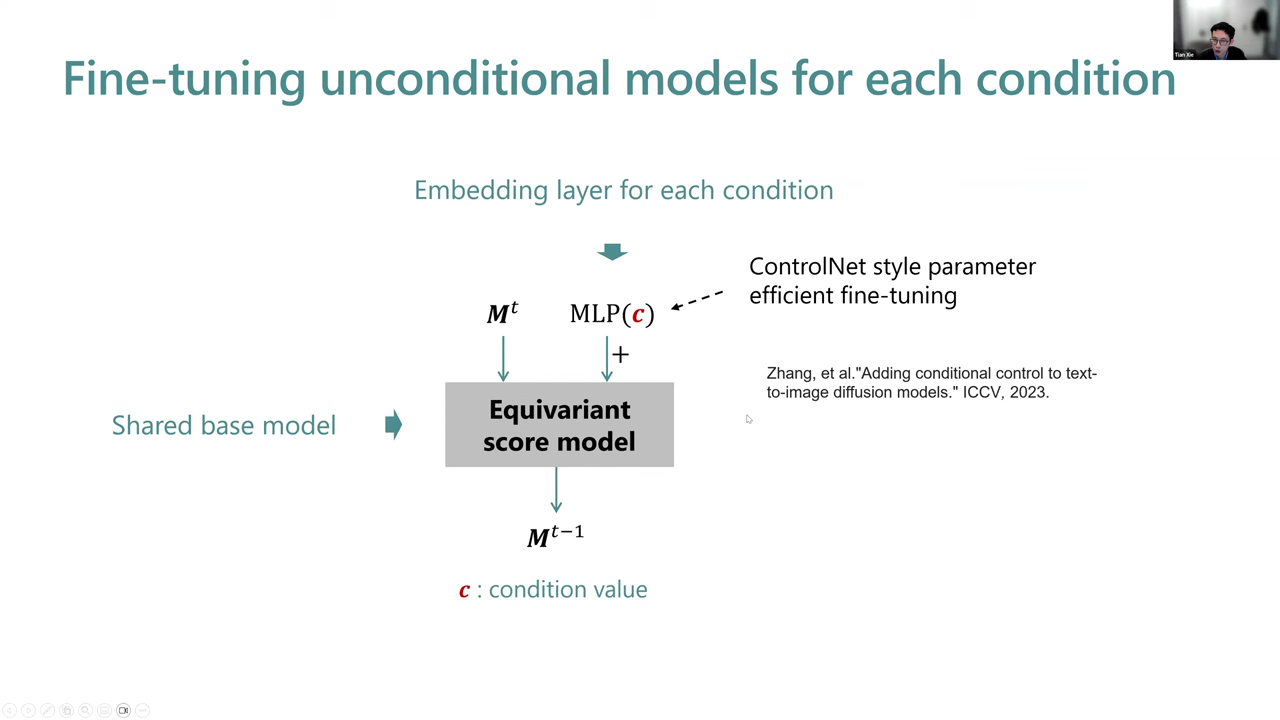 Tian Xie
Fine-tuning unconditional models for each condition
Embedding layer for each condition
ControlNet style parameter
efficient fine-tuning
M^t
MLP(c)
+
Zhang, et al."Adding conditional control to text-
to-image diffusion models." ICCV, 2023.
Shared base model
Equivariant
score model
M^{t−1}
c : condition value